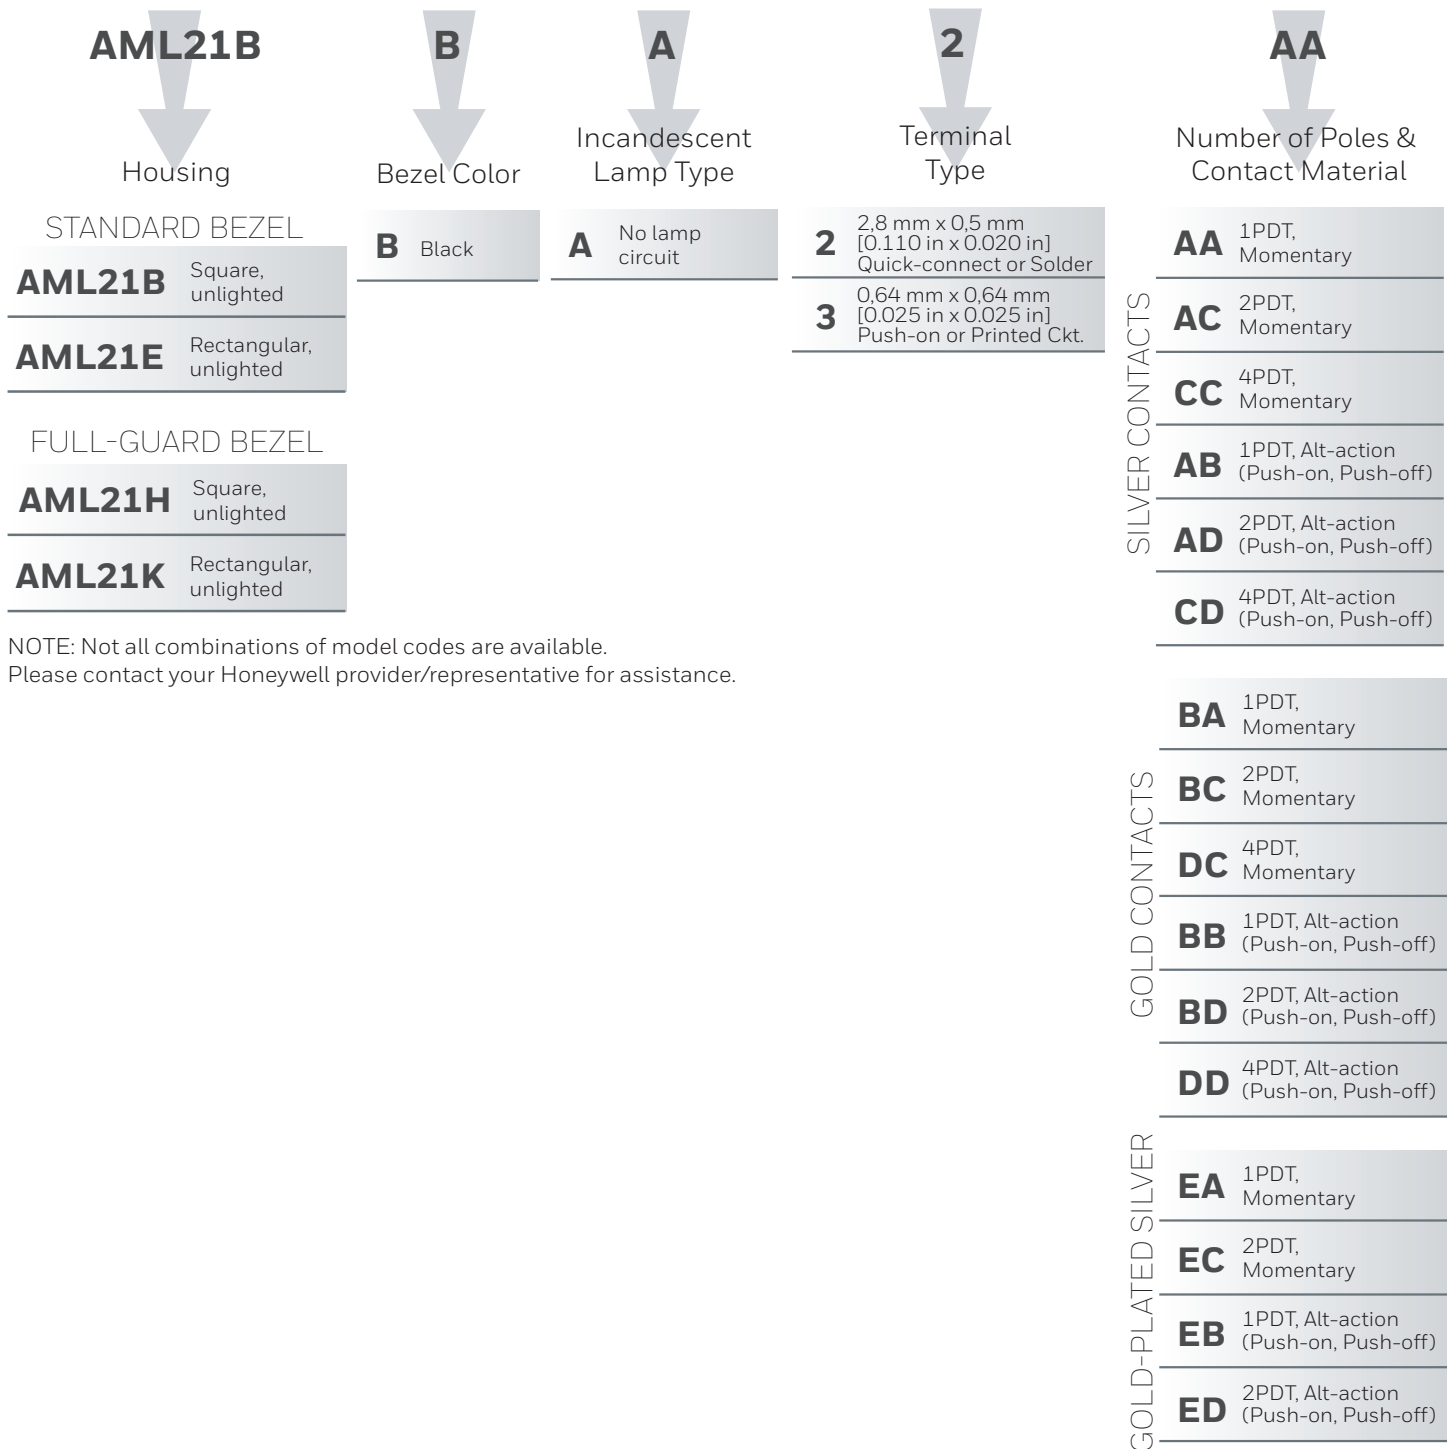 AML21B
B
A
2
AA
Housing
Bezel Color
Incandescent
Lamp Type
Terminal
Type
Number of Poles &
Contact Material
STANDARD BEZEL
AML21B
Square,
unlighted
AML21E
Rectangular,
unlighted
FULL-GUARD BEZEL
AML21H
Square,
unlighted
AML21K
Rectangular,
unlighted
B
Black
A
No lamp
circuit
2
2,8 mm x 0,5 mm
[0.110 in x 0.020 in]
Quick-connect or Solder
3
0,64 mm x 0,64 mm
[0.025 in x 0.025 in]
Push-on or Printed Ckt.
SILVER CONTACTS
AA
1PDT,
Momentary
AC
2PDT,
Momentary
CC
4PDT,
Momentary
AB
1PDT, Alt-action
(Push-on, Push-off)
AD
2PDT, Alt-action
(Push-on, Push-off)
CD
4PDT, Alt-action
(Push-on, Push-off)
NOTE: Not all combinations of model codes are available.
Please contact your Honeywell provider/representative for assistance.
GOLD CONTACTS
BA
1PDT,
Momentary
BC
2PDT,
Momentary
DC
4PDT,
Momentary
BB
1PDT, Alt-action
(Push-on, Push-off)
BD
2PDT, Alt-action
(Push-on, Push-off)
DD
4PDT, Alt-action
(Push-on, Push-off)
GOLD-PLATED SILVER
EA
1PDT,
Momentary
EC
2PDT,
Momentary
EB
1PDT, Alt-action
(Push-on, Push-off)
ED
2PDT, Alt-action
(Push-on, Push-off)